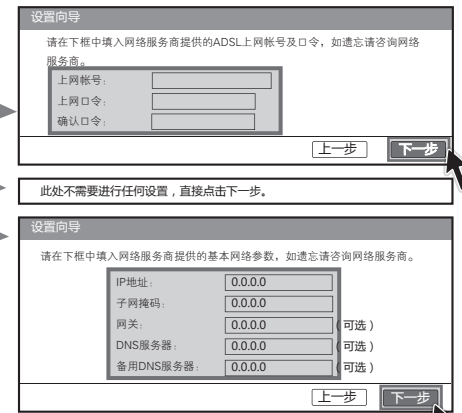 设置向导
请在下框中填入网络服务商提供的ADSL上网帐号及口令，如遗忘请咨询网络
服务商。
上网帐号：
上网口令：
确认口令：
上一步 下一步
此处不需要进行任何设置，直接点击下一步。
设置向导
请在下框中填入网络服务商提供的基本网络参数，如遗忘请咨询网络服务商。
IP地址： 0.0.0.0
子网掩码： 0.0.0.0
网关： 0.0.0.0 （可选）
DNS服务器： 0.0.0.0 （可选）
备用DNS服务器： 0.0.0.0 （可选）
上一步 下一步